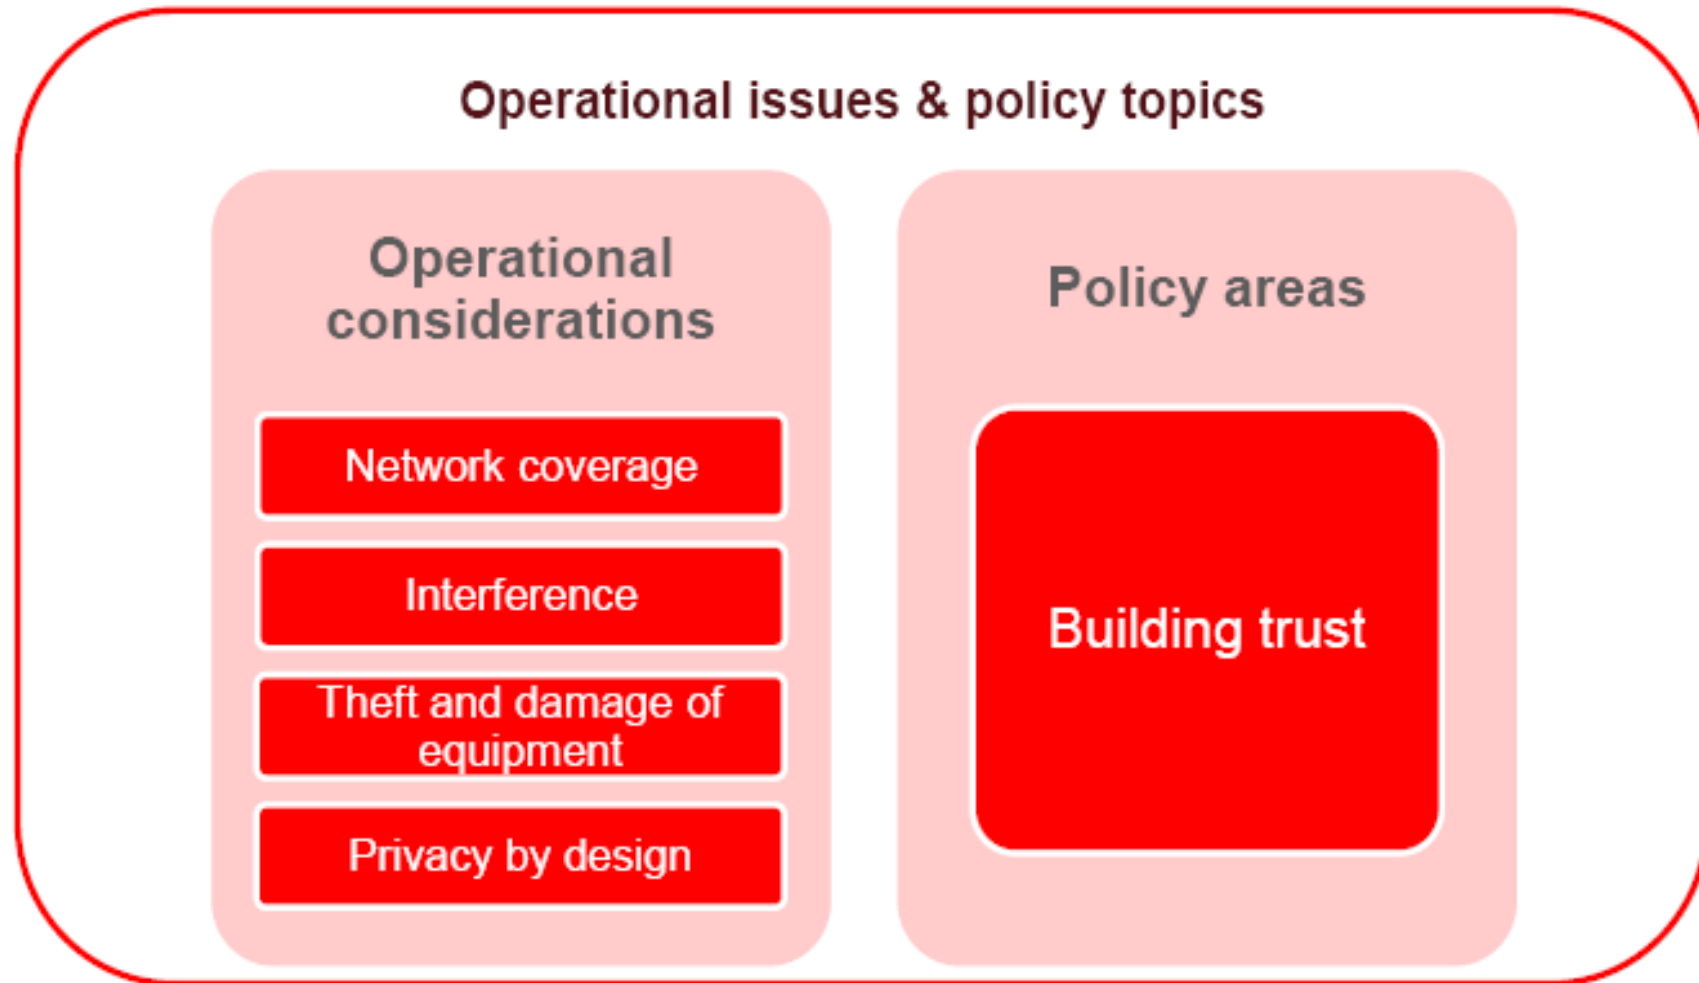 Operational issues & policy topics
Operational
considerations
Network coverage
Interference
Theft and damage of
equipment
Privacy by design
Policy areas
Building trust